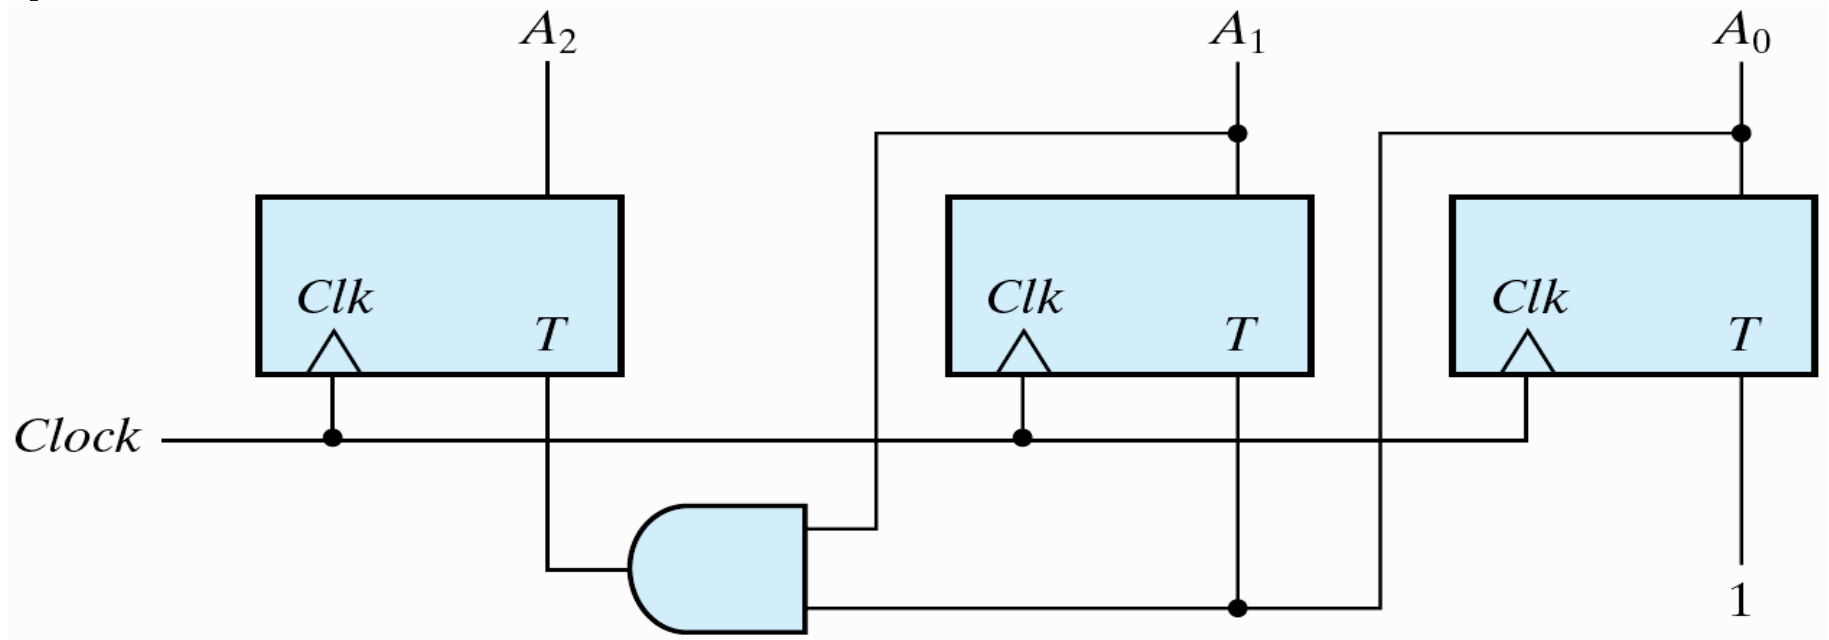 A₂ A₁ A₀
Clk Clk Clk
T T T
Clock
1